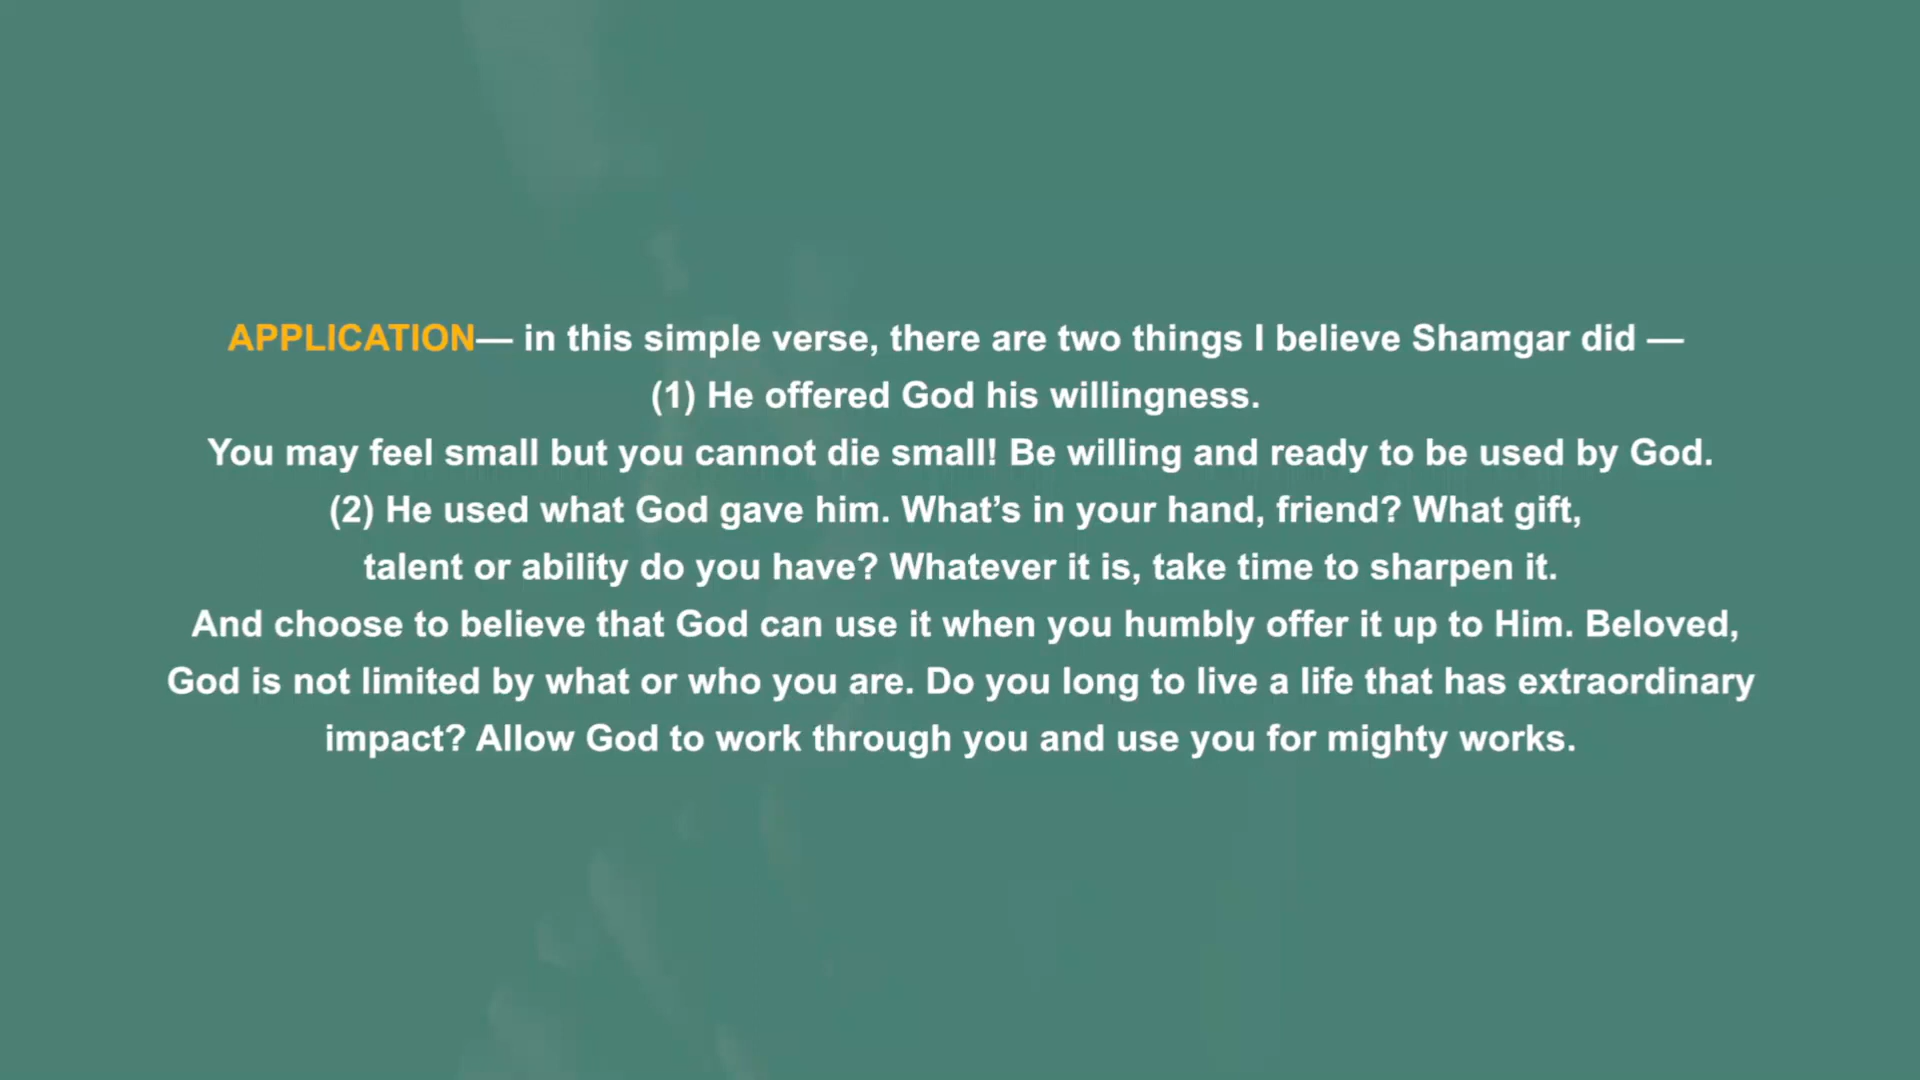 APPLICATION— in this simple verse, there are two things I believe Shamgar did —
(1) He offered God his willingness.
You may feel small but you cannot die small! Be willing and ready to be used by God.
(2) He used what God gave him. What’s in your hand, friend? What gift,
talent or ability do you have? Whatever it is, take time to sharpen it.
And choose to believe that God can use it when you humbly offer it up to Him. Beloved,
God is not limited by what or who you are. Do you long to live a life that has extraordinary
impact? Allow God to work through you and use you for mighty works.